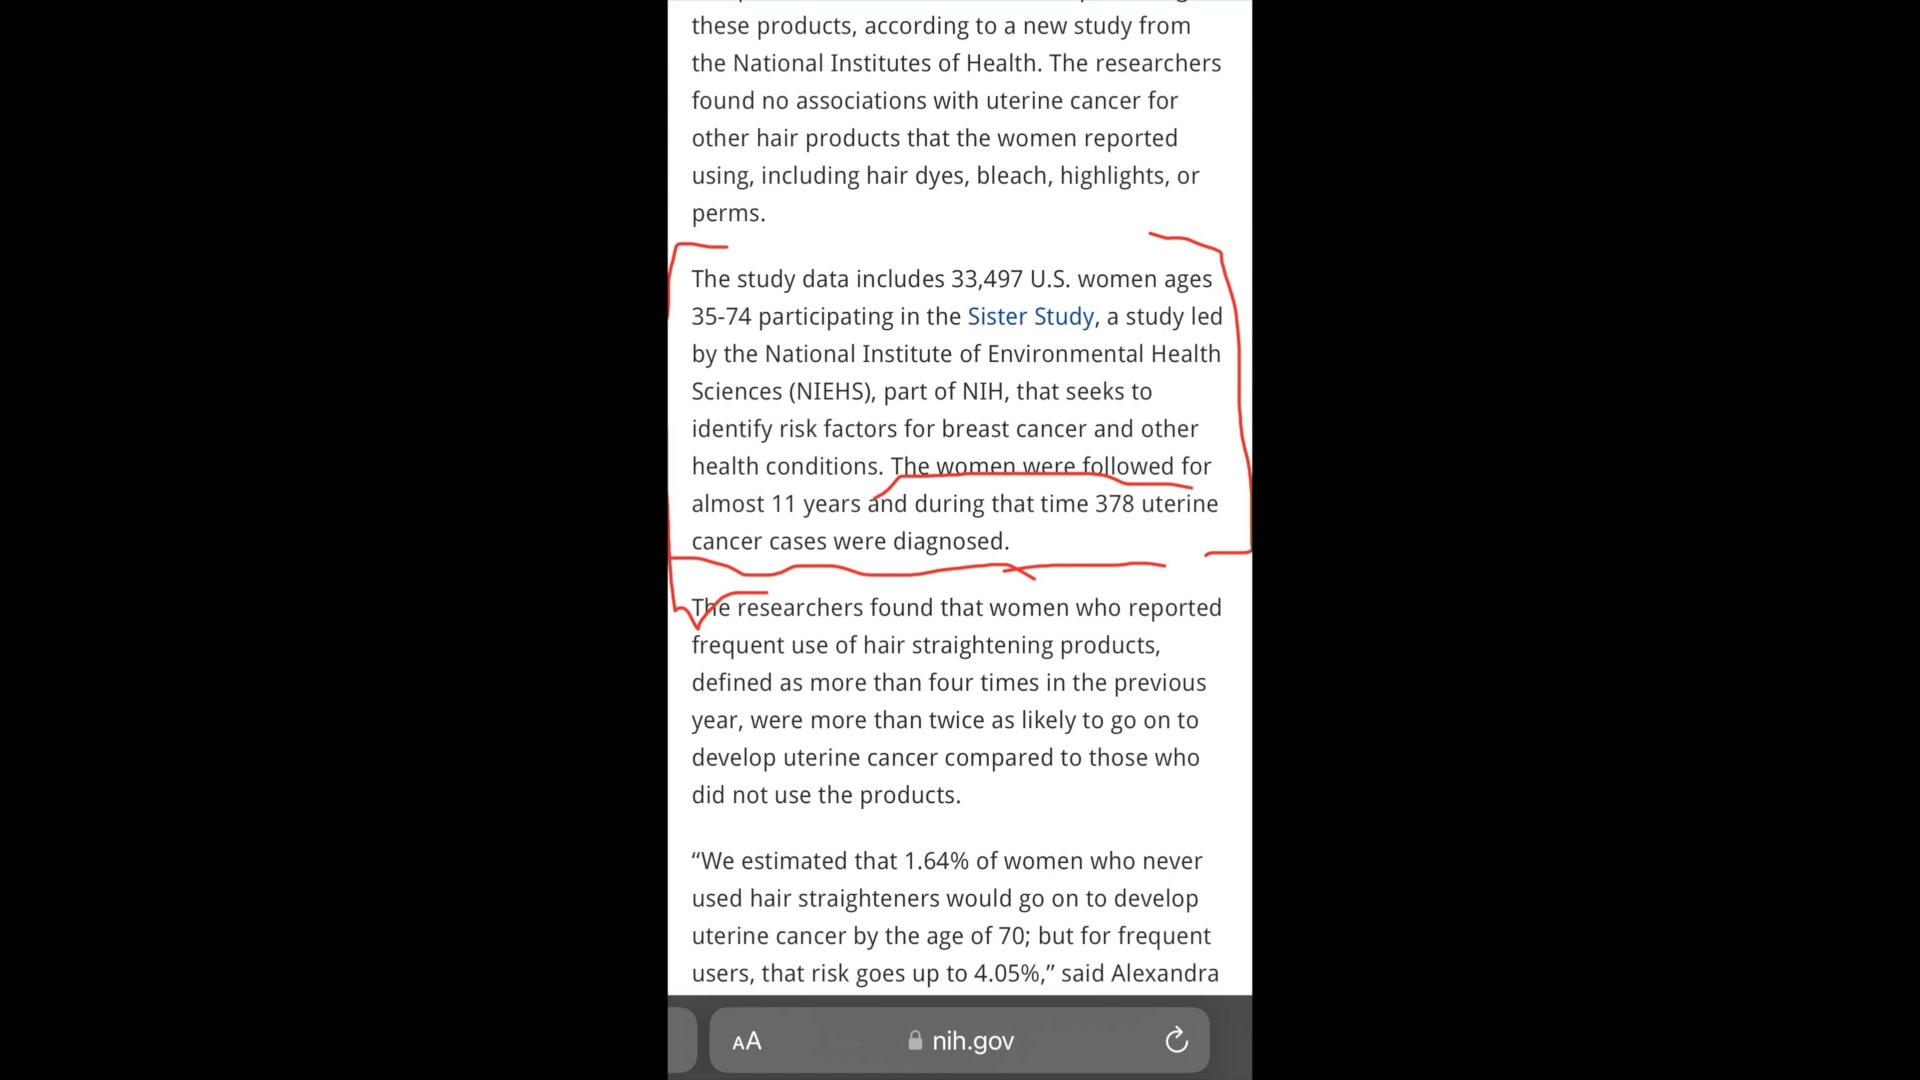 these products, according to a new study from
the National Institutes of Health. The researchers
found no associations with uterine cancer for
other hair products that the women reported
using, including hair dyes, bleach, highlights, or
perms.
The study data includes 33,497 U.S. women ages
35-74 participating in the Sister Study, a study led
by the National Institute of Environmental Health
Sciences (NIEHS), part of NIH, that seeks to
identify risk factors for breast cancer and other
health conditions. The women were followed for
almost 11 years and during that time 378 uterine
cancer cases were diagnosed.
The researchers found that women who reported
frequent use of hair straightening products,
defined as more than four times in the previous
year, were more than twice as likely to go on to
develop uterine cancer compared to those who
did not use the products.
“We estimated that 1.64% of women who never
used hair straighteners would go on to develop
uterine cancer by the age of 70; but for frequent
users, that risk goes up to 4.05%,” said Alexandra
AA nih.gov